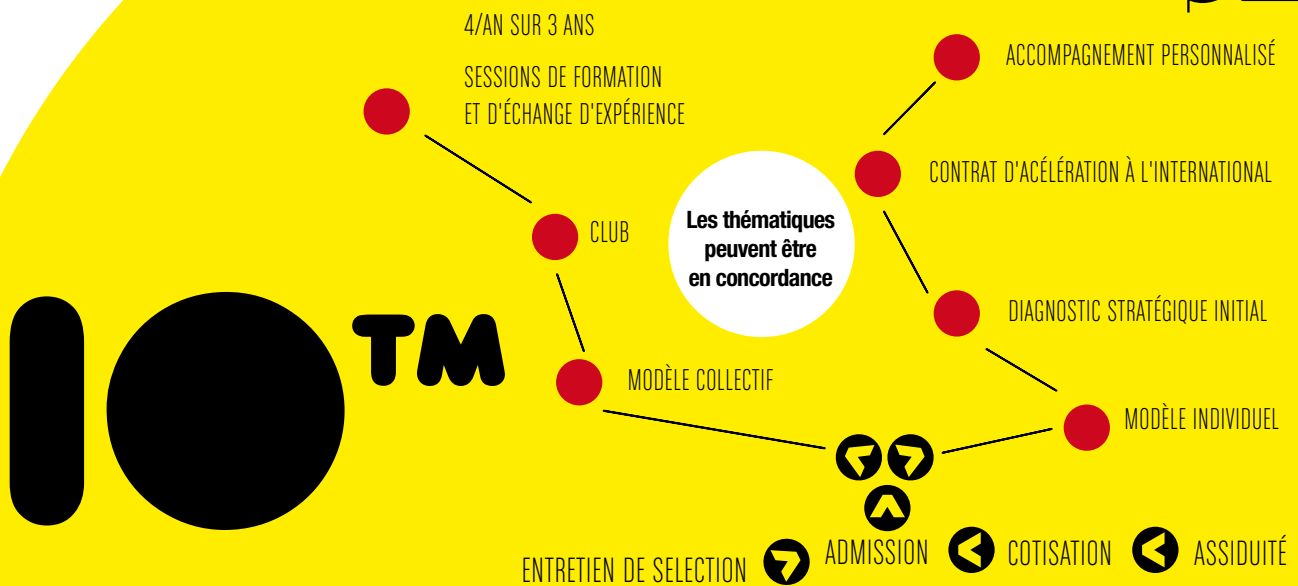 4/AN SUR 3 ANS
SESSIONS DE FORMATION
ET D'ÉCHANGE D'EXPÉRIENCE
ACCOMPAGNEMENT PERSONNALISÉ
CONTRAT D'ACÉLÉRATION À L'INTERNATIONAL
CLUB
Les thématiques
peuvent être
en concordance
DIAGNOSTIC STRATÉGIQUE INITIAL
IO™
MODÈLE COLLECTIF
MODÈLE INDIVIDUEL
ENTRETIEN DE SELECTION
ADMISSION
COTISATION
ASSIDUITÉ